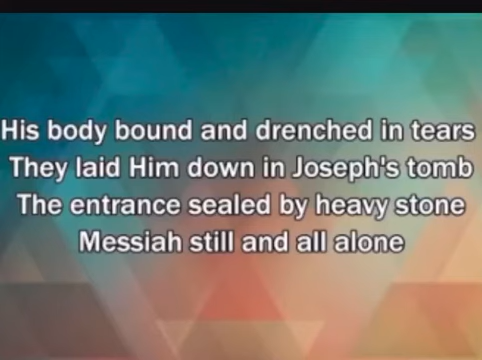 His body bound and drenched in tears
They laid Him down in Joseph's tomb
The entrance sealed by heavy stone
Messiah still and all alone